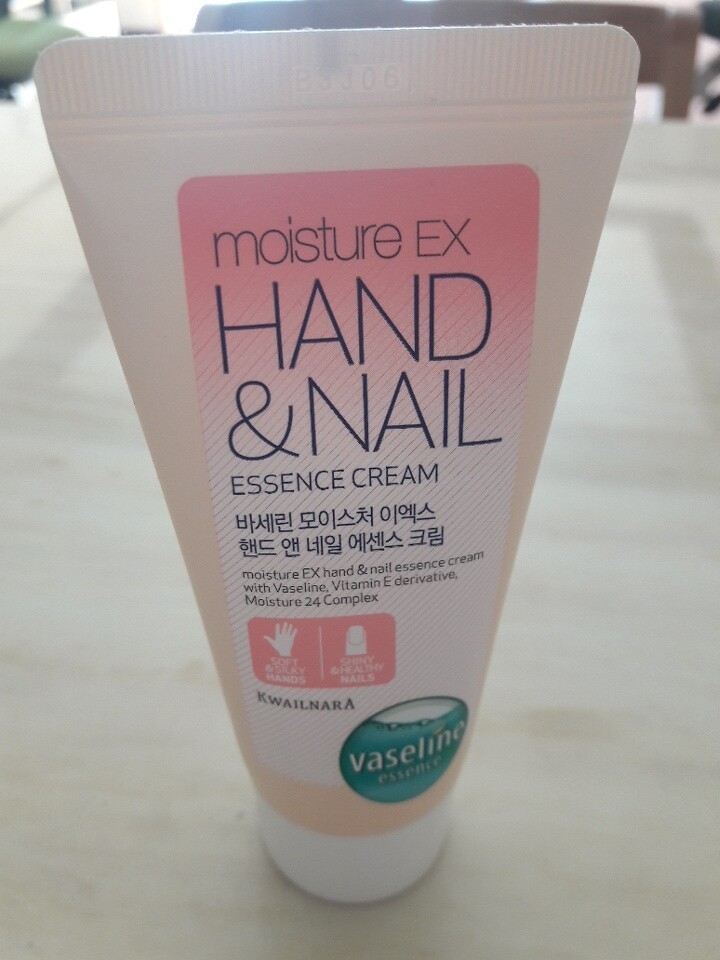 moisture EX
HAND
&NAIL
ESSENCE CREAM
바세린 모이스처 이엑스
핸드 앤 네일 에센스 크림
moisture EX hand & nail essence cream
with Vaseline, Vitamin E derivative,
Moisture 24 Complex
SOFT
&SILKY
HANDS
SHINY
&HEALTHY
NAILS
KWAILNARA
vaseline
essence